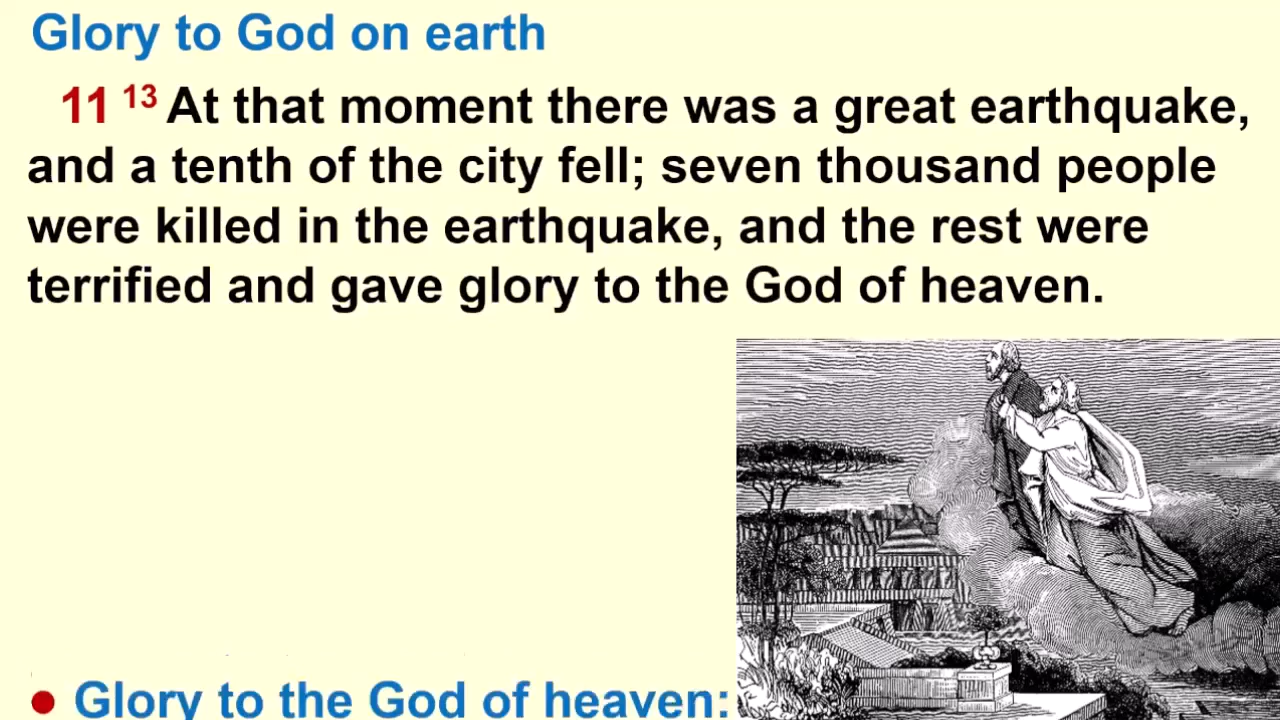 Glory to God on earth
11 13 At that moment there was a great earthquake,
and a tenth of the city fell; seven thousand people
were killed in the earthquake, and the rest were
terrified and gave glory to the God of heaven.
● Glory to the God of heaven: